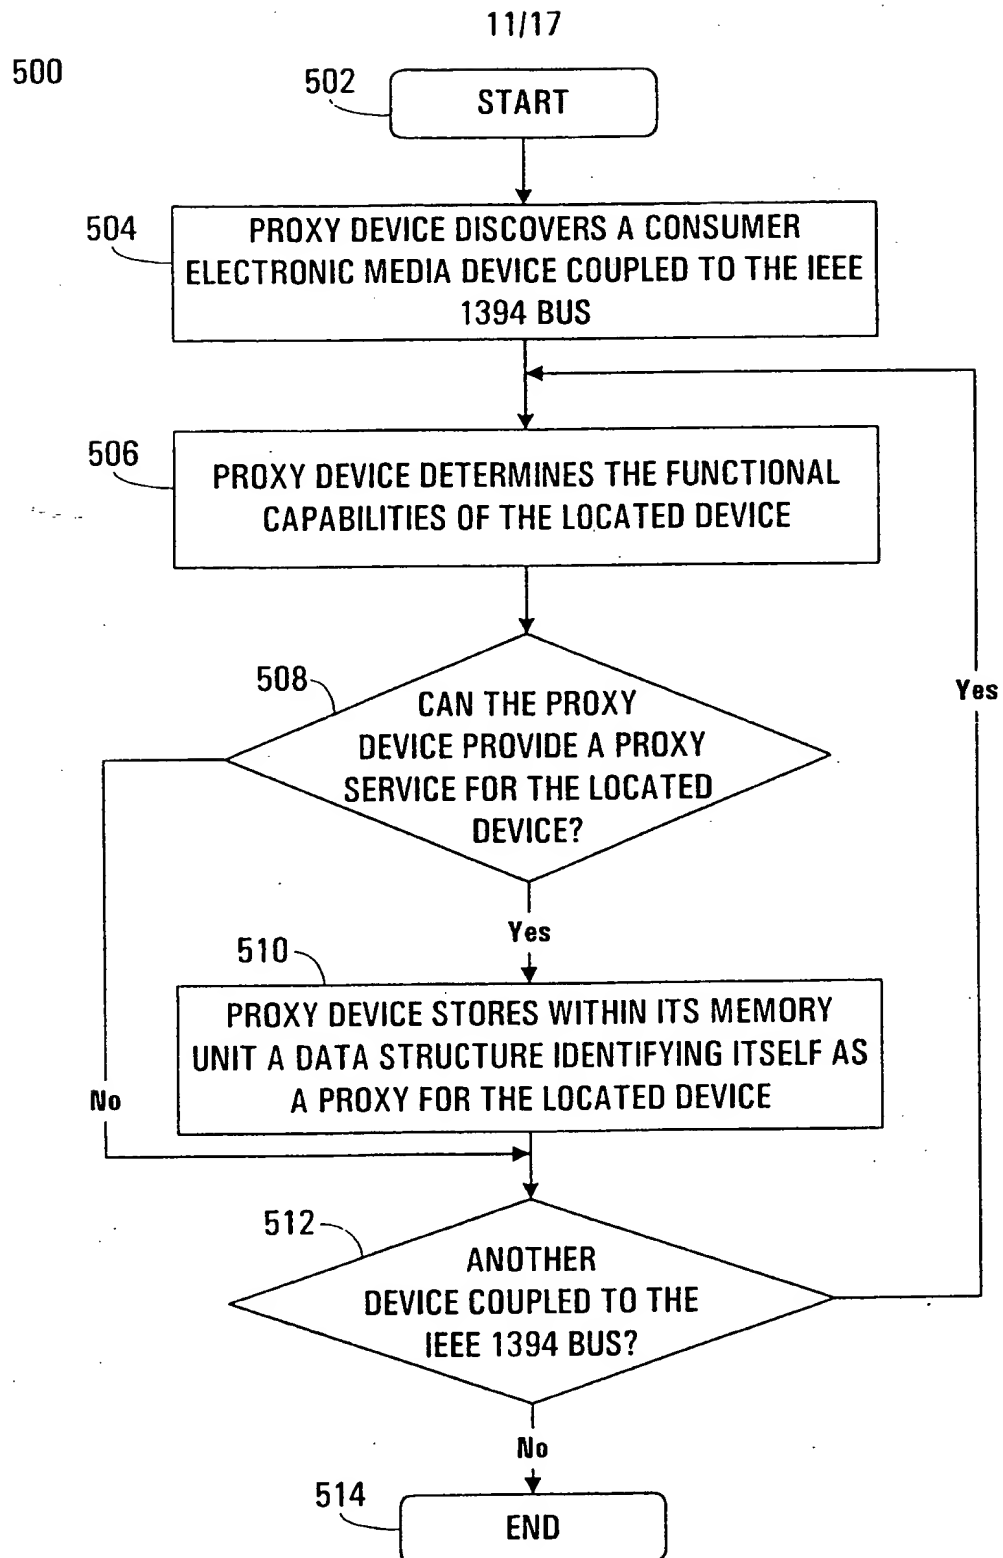 11/17
500
502
START
504
PROXY DEVICE DISCOVERS A CONSUMER
ELECTRONIC MEDIA DEVICE COUPLED TO THE IEEE
1394 BUS
506
PROXY DEVICE DETERMINES THE FUNCTIONAL
CAPABILITIES OF THE LOCATED DEVICE
508
CAN THE PROXY
DEVICE PROVIDE A PROXY
SERVICE FOR THE LOCATED
DEVICE?
Yes
Yes
510
PROXY DEVICE STORES WITHIN ITS MEMORY
UNIT A DATA STRUCTURE IDENTIFYING ITSELF AS
A PROXY FOR THE LOCATED DEVICE
No
512
ANOTHER
DEVICE COUPLED TO THE
IEEE 1394 BUS?
No
514
END